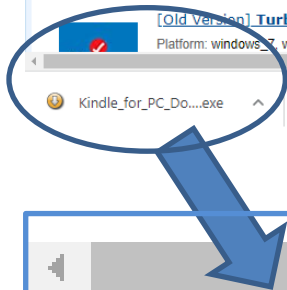 [Old Version] Turb
Platform: windows_7, w
Kindle_for_PC_Do....exe